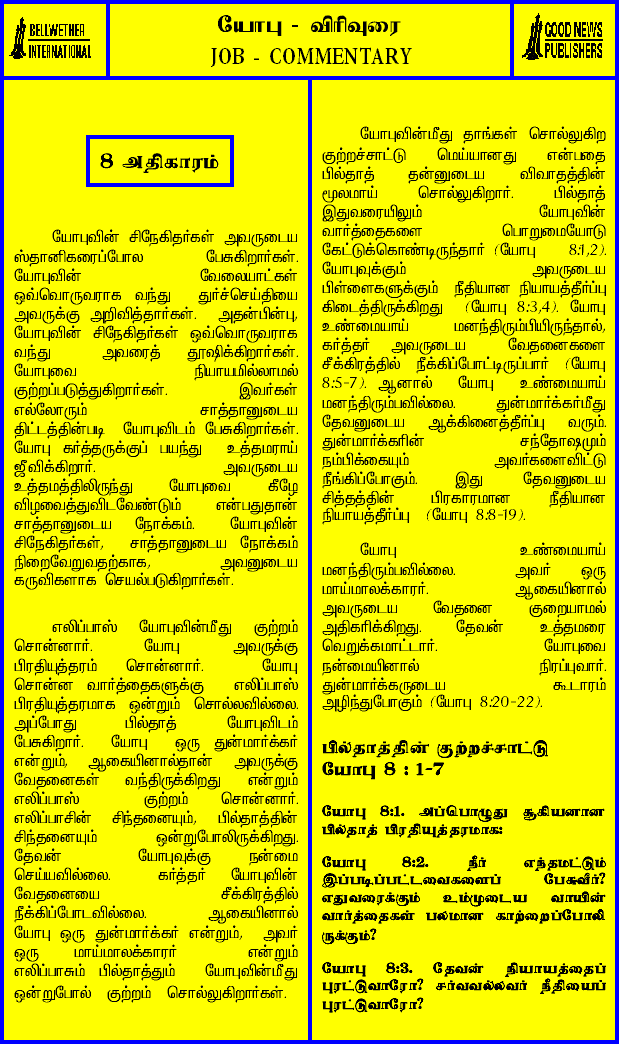 BELLWETHER
INTERNATIONAL
யோபு - விரிவுரை
JOB - COMMENTARY
GOOD NEWS
PUBLISHERS
8 அதிகாரம்
யோபுவின் சிநேகிதர்கள் அவருடைய
ஸ்தானிகரைப்போல பேசுகிறார்கள்.
யோபுவின் வேலையாட்கள்
ஒவ்வொருவராக வந்து துர்ச்செய்தியை
அவருக்கு அறிவித்தார்கள். அதன்பின்பு,
யோபுவின் சிநேகிதர்கள் ஒவ்வொருவராக
வந்து அவரைத் தூஷிக்கிறார்கள்.
யோபுவை நியாயமில்லாமல்
குற்றப்படுத்துகிறார்கள். இவர்கள்
எல்லோரும் சாத்தானுடைய
திட்டத்தின்படி யோபுவிடம் பேசுகிறார்கள்.
யோபு கர்த்தருக்குப் பயந்து உத்தமராய்
ஜீவிக்கிறார். அவருடைய
உத்தமத்திலிருந்து யோபுவை கீழே
விழவைத்துவிடவேண்டும் என்பதுதான்
சாத்தானுடைய நோக்கம். யோபுவின்
சிநேகிதர்கள், சாத்தானுடைய நோக்கம்
நிறைவேறுவதற்காக, அவனுடைய
கருவிகளாக செயல்படுகிறார்கள்.
எலிப்பாஸ் யோபுவின்மீது குற்றம்
சொன்னார். யோபு அவருக்கு
பிரதியுத்தரம் சொன்னார். யோபு
சொன்ன வார்த்தைகளுக்கு எலிப்பாஸ்
பிரதியுத்தரமாக ஒன்றும் சொல்லவில்லை.
அப்போது பில்தாத் யோபுவிடம்
பேசுகிறார். யோபு ஒரு துன்மார்க்கர்
என்றும், ஆகையினால்தான் அவருக்கு
வேதனைகள் வந்திருக்கிறது என்றும்
எலிப்பாஸ் குற்றம் சொன்னார்.
எலிப்பாசின் சிந்தனையும், பில்தாத்தின்
சிந்தனையும் ஒன்றுபோலிருக்கிறது.
தேவன் யோபுவுக்கு நன்மை
செய்யவில்லை. கர்த்தர் யோபுவின்
வேதனையை சீக்கிரத்தில்
நீக்கிப்போடவில்லை. ஆகையினால்
யோபு ஒரு துன்மார்க்கர் என்றும், அவர்
ஒரு மாய்மாலக்காரர் என்றும்
எலிப்பாசும் பில்தாத்தும் யோபுவின்மீது
ஒன்றுபோல் குற்றம் சொல்லுகிறார்கள்.
யோபுவின்மீது தாங்கள் சொல்லுகிற
குற்றச்சாட்டு மெய்யானது என்பதை
பில்தாத் தன்னுடைய விவாதத்தின்
மூலமாய் சொல்லுகிறார். பில்தாத்
இதுவரையிலும் யோபுவின்
வார்த்தைகளை பொறுமையோடு
கேட்டுக்கொண்டிருந்தார் (யோபு 8:1,2).
யோபுவுக்கும் அவருடைய
பிள்ளைகளுக்கும் நீதியான நியாயத்தீர்ப்பு
கிடைத்திருக்கிறது (யோபு 8:3,4). யோபு
உண்மையாய் மனந்திரும்பியிருந்தால்,
கர்த்தர் அவருடைய வேதனைகளை
சீக்கிரத்தில் நீக்கிப்போட்டிருப்பார் (யோபு
8:5-7). ஆனால் யோபு உண்மையாய்
மனந்திரும்பவில்லை. துன்மார்க்கர்மீது
தேவனுடைய ஆக்கினைத்தீர்ப்பு வரும்.
துன்மார்க்கரின் சந்தோஷமும்
நம்பிக்கையும் அவர்களைவிட்டு
நீங்கிப்போகும். இது தேவனுடைய
சித்தத்தின் பிரகாரமான நீதியான
நியாயத்தீர்ப்பு (யோபு 8:8-19).
யோபு உண்மையாய்
மனந்திரும்பவில்லை. அவர் ஒரு
மாய்மாலக்காரர். ஆகையினால்
அவருடைய வேதனை குறையாமல்
அதிகரிக்கிறது. தேவன் உத்தமரை
வெறுக்கமாட்டார். யோபுவை
நன்மையினால் நிரப்புவார்.
துன்மார்க்கருடைய கூடாரம்
அழிந்துபோகும் (யோபு 8:20-22).
பில்தாத்தின் குற்றச்சாட்டு
யோபு 8 : 1-7
யோபு 8:1. அப்பொழுது சூகியனான
பில்தாத் பிரதியுத்தரமாக:
யோபு 8:2. நீர் எந்தமட்டும்
இப்படிப்பட்டவைகளைப் பேசுவீர்?
எதுவரைக்கும் உம்முடைய வாயின்
வார்த்தைகள் பலமான காற்றைப்போலி
ருக்கும்?
யோபு 8:3. தேவன் நியாயத்தைப்
புரட்டுவாரோ? சர்வவல்லவர் நீதியைப்
புரட்டுவாரோ?